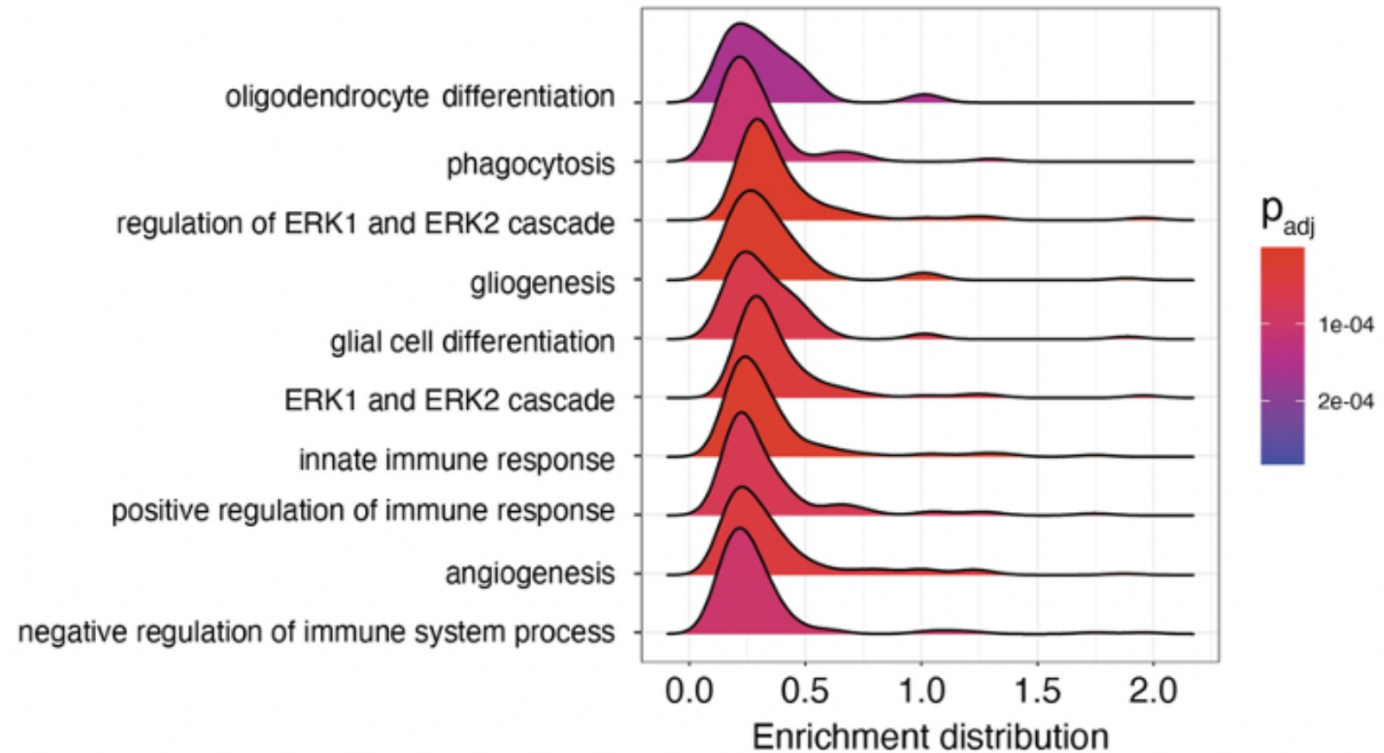 oligodendrocyte differentiation
phagocytosis
regulation of ERK1 and ERK2 cascade
gliogenesis
glial cell differentiation
ERK1 and ERK2 cascade
innate immune response
positive regulation of immune response
angiogenesis
negative regulation of immune system process
0.0 0.5 1.0 1.5 2.0
Enrichment distribution
padj
1e-04
2e-04